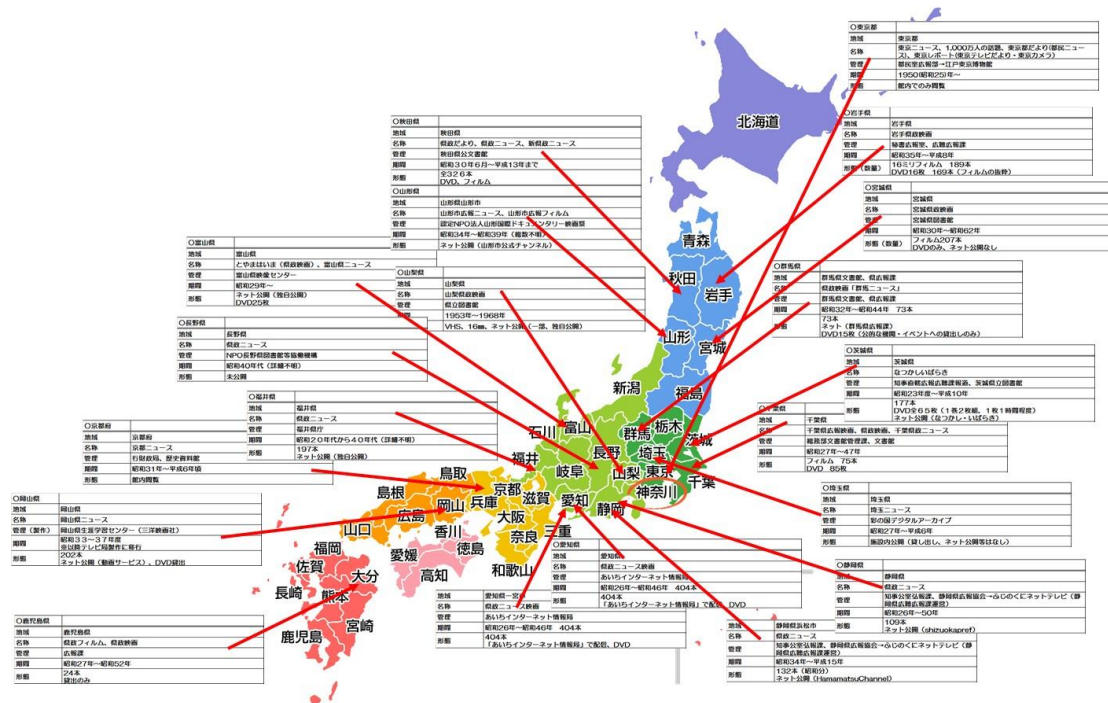 ○東京都
地域 東京都
名称 東京ニュース、1,000万人の話題、東京都だより(都民ニュース)、東京レポート(東京テレビだより・東京カメラ)
管理 都民室広報部→江戸東京博物館
期間 1950(昭和25)年～
形態 館内でのみ閲覧
○岩手県
地域 岩手県
名称 岩手県政映画
管理 秘書広報室、広聴広報課
期間 昭和35年～平成8年
形態（数量） 16ミリフィルム 189本
DVD16枚 169本（フィルムの抜粋）
○宮城県
地域 宮城県
名称 宮城県政映画
管理 宮城県図書館
期間 昭和30年～昭和62年
形態（数量） フィルム207本
DVDのみ、ネット公開なし
○秋田県
地域 秋田県
名称 県政だより、県政ニュース、新県政ニュース
管理 秋田県公文書館
期間 昭和30年6月～平成13年まで
形態 全326本
DVD、フィルム
○山形県
地域 山形県山形市
名称 山形市広報ニュース、山形市広報フィルム
管理 認定NPO法人山形国際ドキュメンタリー映画祭
期間 昭和34年～昭和39年（複数不明）
形態 ネット公開（山形市公式チャンネル）
○富山県
地域 富山県
名称 とやまはいま（県政映画）、富山県ニュース
管理 富山県映像センター
期間 昭和29年～
形態 ネット公開（独自公開）
DVD25枚
○山梨県
地域 山梨県
名称 山梨県政映画
管理 県立図書館
期間 1953年～1968年
VHS、16㎜、ネット公開（一部、独自公開）
○群馬県
地域 群馬県文書館、県広報課
名称 県政映画「群馬ニュース」
管理 群馬県文書館、県広報課
期間 昭和32年～昭和44年 73本
形態 73本
ネット（群馬県広報課）
DVD15枚（公的な機関・イベントへの貸出しのみ）
○長野県
地域 長野県
名称 県政ニュース
管理 NPO長野県図書館等協働機構
期間 昭和40年代（詳細不明）
形態 未公開
○茨城県
地域 茨城県
名称 なつかしいばらき
管理 知事直轄広報広聴課報道、茨城県立図書館
期間 昭和23年度～平成10年
形態 177本
DVD全65枚（1巻2枚組、1枚1時間程度）
ネット公開（なつかし・いばらき）
○福井県
地域 福井県
名称 県政ニュース
管理 福井県庁
期間 昭和20年代から40年代（詳細不明）
形態 197本
ネット公開（独自公開）
○千葉県
千葉県広報映画、県政映画、千葉県政ニュース
管理 総務部文書館管理課、文書館
期間 昭和27年～47年
形態 フィルム 75本
DVD 85枚
○京都府
地域 京都府
名称 京都ニュース
管理 行財政局、歴史資料館
期間 昭和31年～平成6年頃
形態 館内閲覧
○岡山県
地域 岡山県
名称 岡山県ニュース
管理（製作） 岡山県生涯学習センター（三洋映画社）
期間 昭和33～37年度
※以降テレビ局製作に移行
形態 202本
ネット公開（動画サービス）、DVD貸出
○埼玉県
地域 埼玉県
名称 埼玉ニュース
管理 彩の国デジタルアーカイブ
期間 昭和27年～平成6年
形態 施設内公開（貸し出し、ネット公開等はなし）
○愛知県
地域 愛知県
名称 県政ニュース映画
管理 あいちインターネット情報局
期間 昭和26年～昭和46年 404本
形態 404本
「あいちインターネット情報局」で配信、DVD
地域 愛知県一宮
名称 県政ニュース映画
管理 あいちインターネット情報局
期間 昭和26年～昭和46年 404本
形態 404本
「あいちインターネット情報局」で配信、DVD
○静岡県
地域 静岡県
名称 県政ニュース
管理 知事公室弘報課、静岡県広報協会→ふじのくにネットテレビ（静岡県広聴広報課運営）
期間 昭和26年～50年
形態 109本
ネット公開（shizuokapref）
地域 静岡県浜松市
名称 県政ニュース
管理 知事公室弘報課、静岡県広報協会→ふじのくにネットテレビ（静岡県広聴広報課運営）
期間 昭和34年～平成15年
形態 132本（昭和分）
ネット公開（HamamatsuChannel）
○鹿児島県
地域 鹿児島県
名称 県政フィルム、県政映画
管理 広報課
期間 昭和27年～昭和52年
形態 24本
貸出のみ
北海道
青森
秋田
岩手
山形
宮城
新潟
福島
石川
富山
群馬
栃木
茨城
福井
長野
埼玉
岐阜
山梨
東京
千葉
神奈川
鳥取
島根
京都
滋賀
兵庫
愛知
静岡
岡山
広島
山口
大阪
三重
奈良
和歌山
香川
徳島
愛媛
高知
福岡
佐賀
大分
長崎
熊本
宮崎
鹿児島